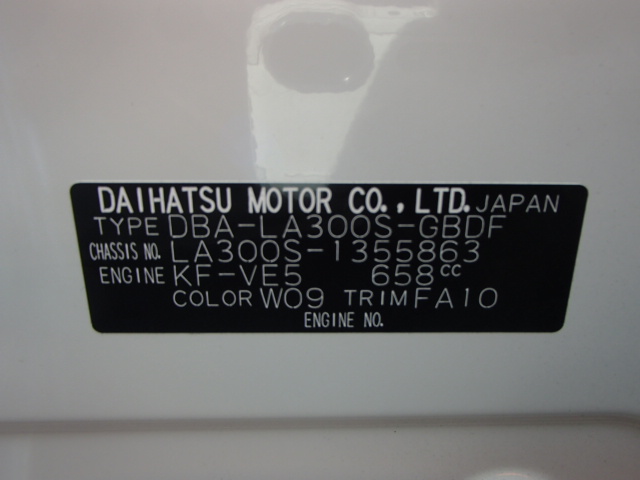 DAIHATSU MOTOR CO., LTD. JAPAN
TYPE DBA-LA300S-GBDF
CHASSIS NO. LA300S-1355863
ENGINE KF-VE5 658cc
COLOR W09 TRIM FA10
ENGINE NO.